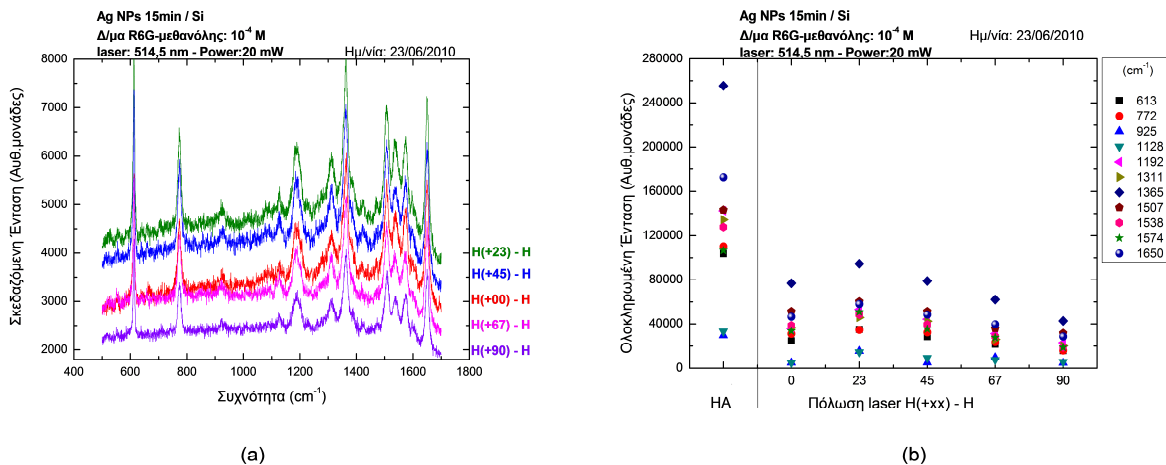 Ag NPs 15min / Si
Δ/μα R6G-μεθανόλης: 10⁻⁴ M
laser: 514,5 nm - Power:20 mW
Ημ/νία: 23/06/2010
8000
7000
6000
5000
4000
3000
2000
Σκεδαζόμενη Ένταση (Αυθ.μονάδες)
H(+23) - H
H(+45) - H
H(+00) - H
H(+67) - H
H(+90) - H
400 600 800 1000 1200 1400 1600 1800
Συχνότητα (cm⁻¹)
(a)
Ag NPs 15min / Si
Δ/μα R6G-μεθανόλης: 10⁻⁴ M
Ημ/νία: 23/06/2010
laser: 514,5 nm - Power:20 mW
280000
240000
200000
160000
120000
80000
40000
0
Ολοκληρωμένη Ένταση (Αυθ.μονάδες)
0 23 45 67 90
HA
Πόλωση laser H(+xx) - H
(cm⁻¹)
613
772
925
1128
1192
1311
1365
1507
1538
1574
1650
(b)